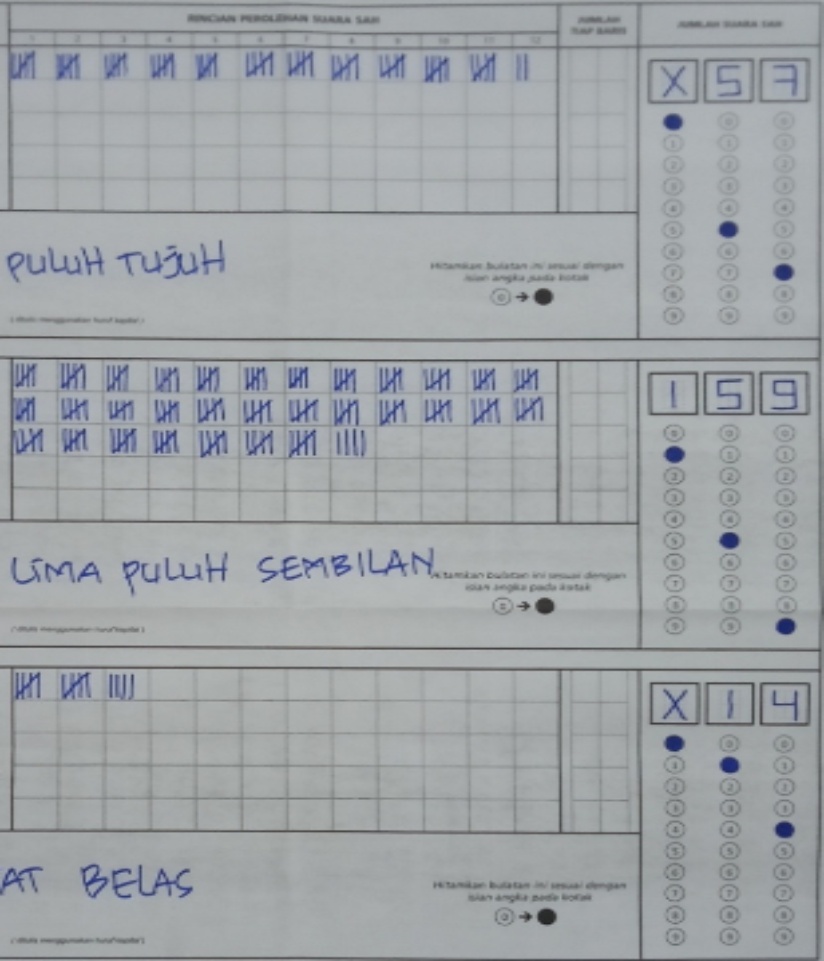 RINCIAN PEROLEHAN SUARA SAH
JUMLAH TIAP BARIS
JUMLAH SUARA SAH
1 2 3 4 5 6 7 8 9 10 11 12
X 5 7
PULUH TUJUH
Hitamkan bulatan ini sesuai dengan
isian angka pada kotak
(ditulis menggunakan huruf kapital)
1 5 9
LIMA PULUH SEMBILAN
Hitamkan bulatan ini sesuai dengan
isian angka pada kotak
(ditulis menggunakan huruf kapital)
X 1 4
AT BELAS
Hitamkan bulatan ini sesuai dengan
isian angka pada kotak
(ditulis menggunakan huruf kapital)